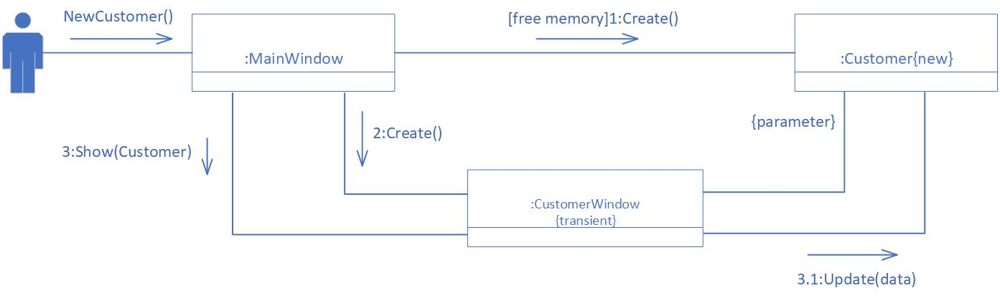 NewCustomer()
[free memory]1:Create()
:MainWindow
:Customer{new}
{parameter}
2:Create()
3:Show(Customer)
:CustomerWindow
{transient}
3.1:Update(data)